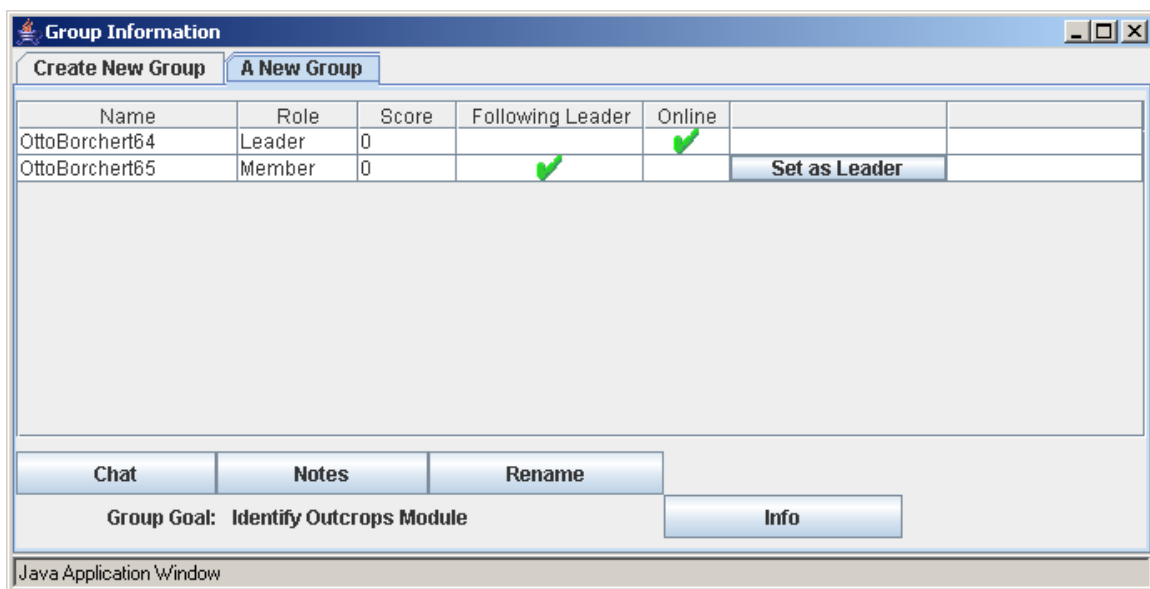 Group Information
Create New Group A New Group
Name Role Score Following Leader Online
OttoBorchert64 Leader 0
OttoBorchert65 Member 0 Set as Leader
Chat Notes Rename
Group Goal: Identify Outcrops Module Info
Java Application Window